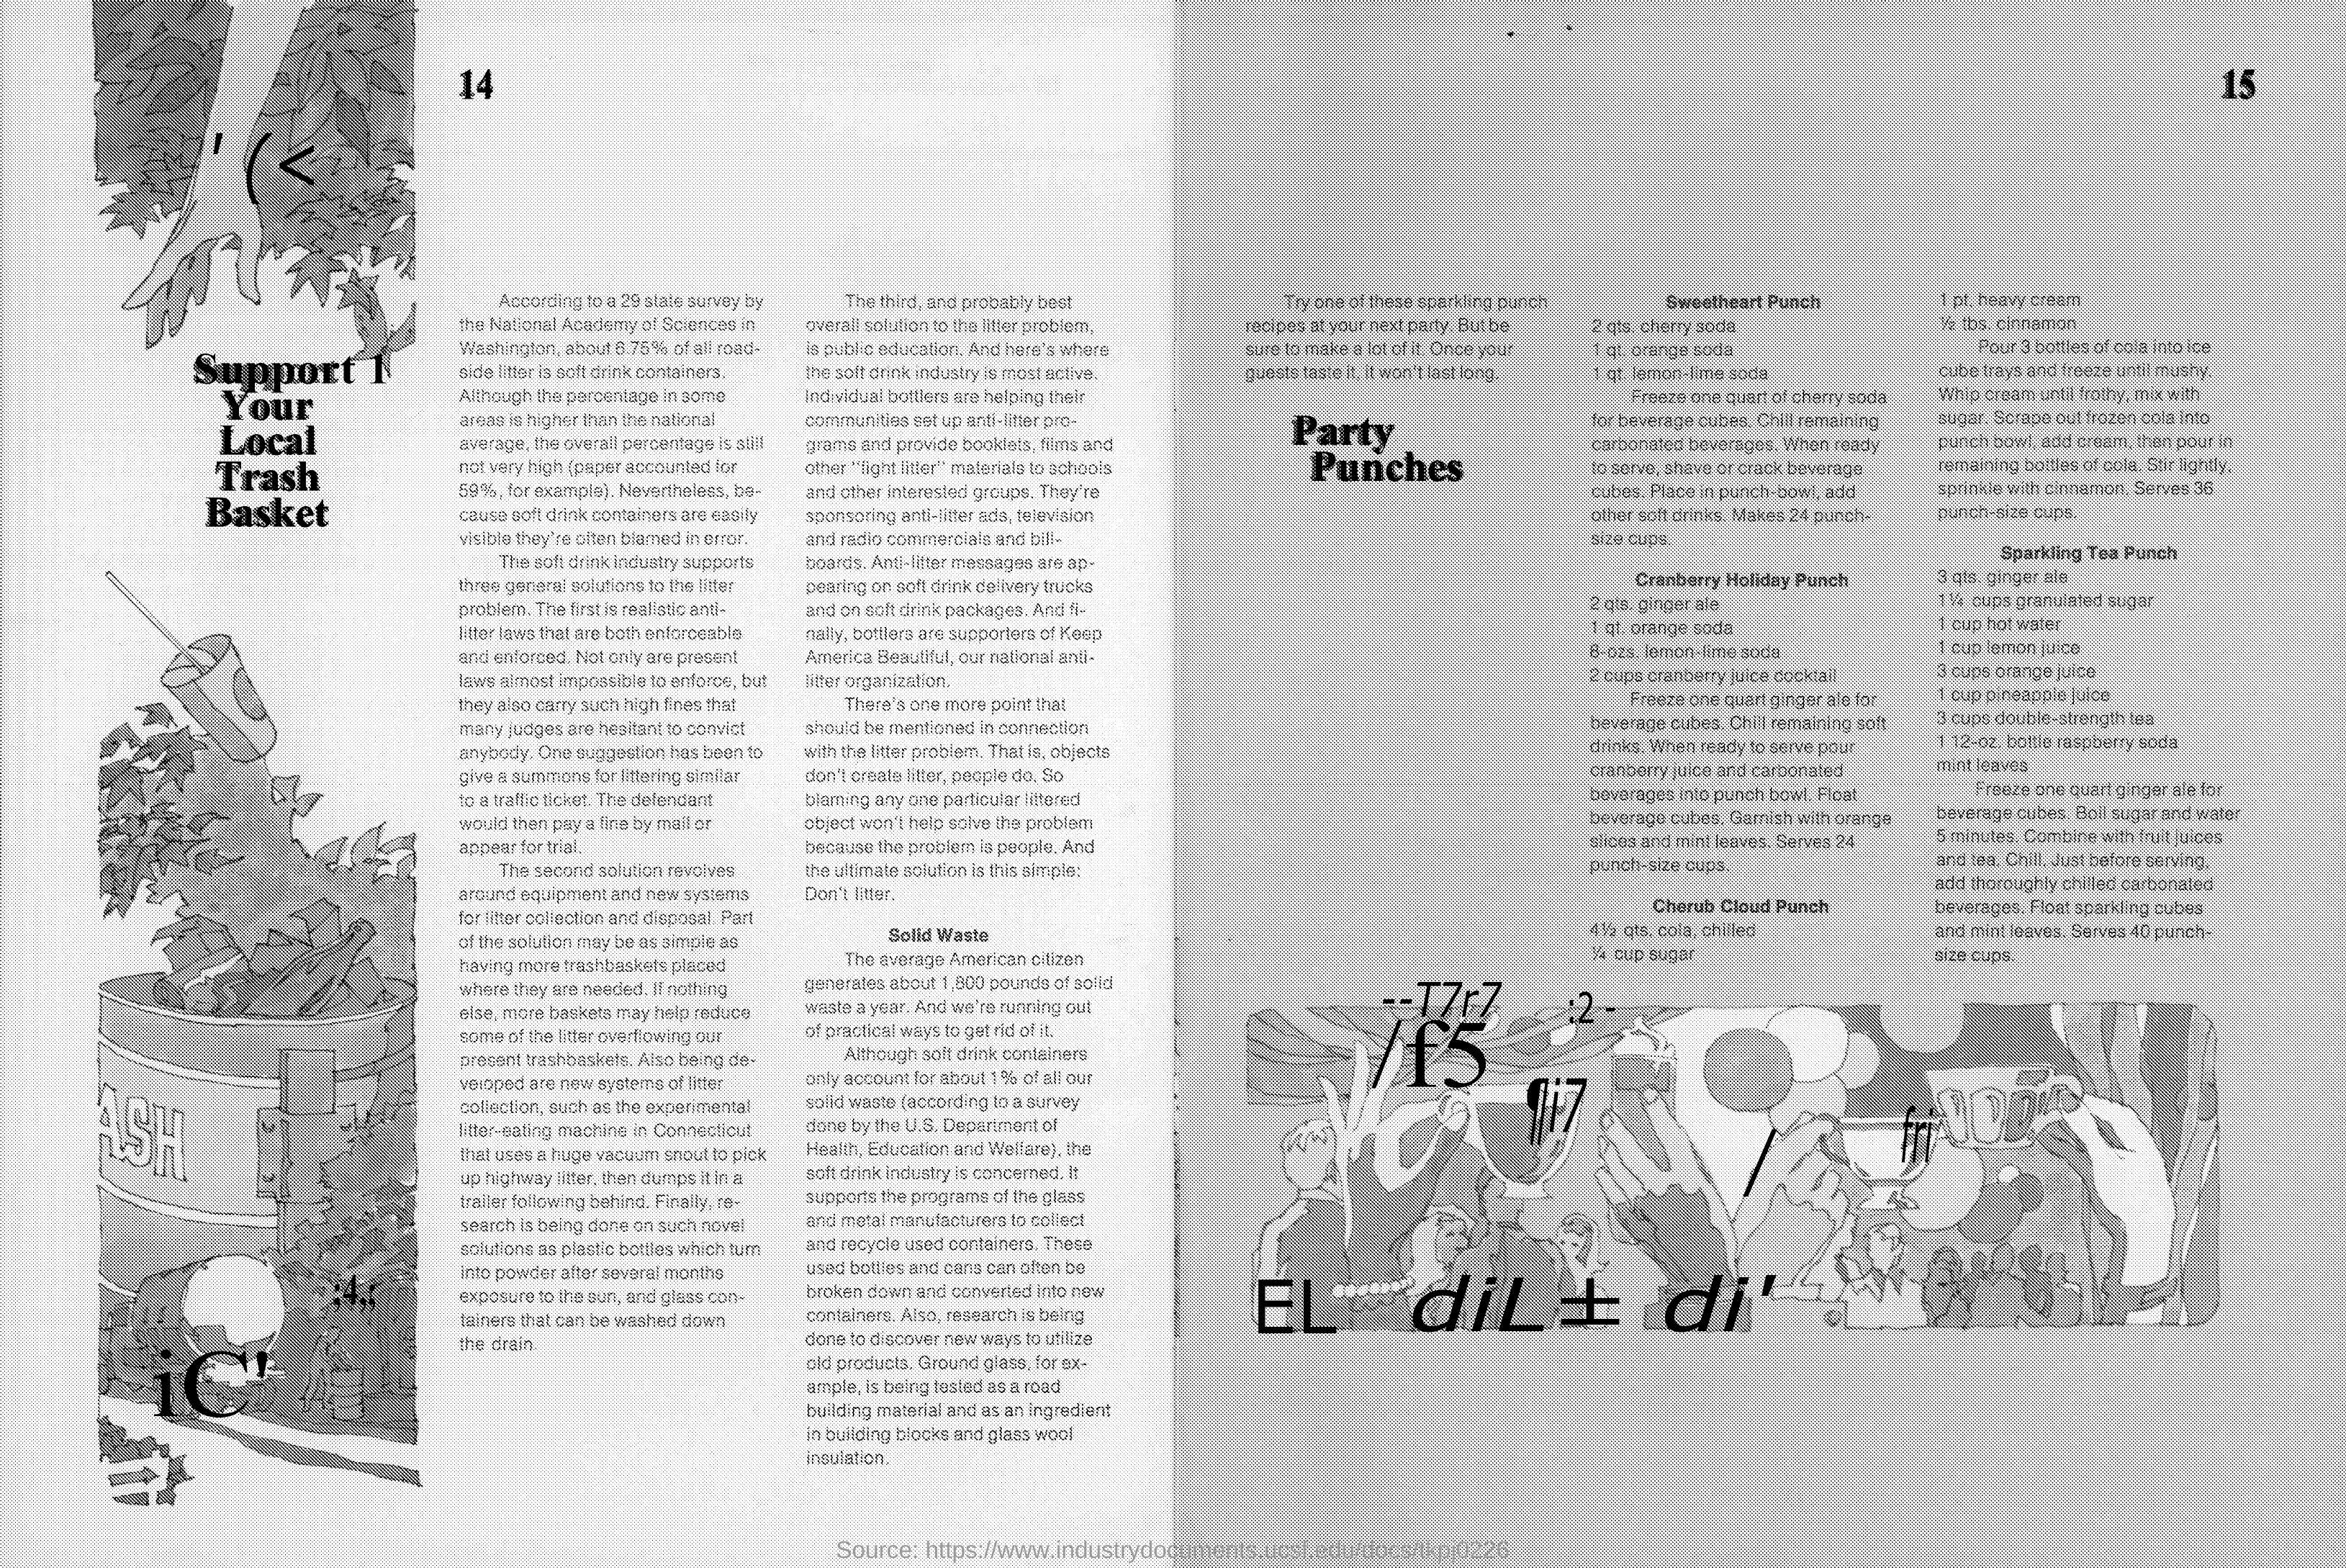 14
Support 1
Your
Local
Trash
Basket
According to a 29 state survey by
the National Academy of Sciences in
Washington, about 6.75% of all road-
side litter is soft drink containers.
Although the percentage in some
areas is higher than the national
average, the overall percentage is still
not very high (paper accounted for
59%, for example). Nevertheless, be-
cause soft drink containers are easily
visible they're often blamed in error.
The soft drink industry supports
three general solutions to the litter
problem. The first is realistic anti-
litter laws that are both enforceable
and enforced. Not only are present
laws almost impossible to enforce, but
they also carry such high fines that
many judges are hesitant to convict
anybody. One suggestion has been to
give a summons for littering similar
to a traffic ticket. The defendant
would then pay a fine by mail or
appear for trial.
The second solution revolves
around equipment and new systems
for litter collection and disposal. Part
of the solution may be as simple as
having more trashbaskets placed
where they are needed. If nothing
else, more baskets may help reduce
some of the litter overflowing our
present trashbaskets. Also being de-
veloped are new systems of litter
collection, such as the experimental
litter-eating machine in Connecticut
that uses a huge vacuum snout to pick
up highway litter, then dumps it in a
trailer following behind. Finally, re-
search is being done on such novel
solutions as plastic bottles which turn
into powder after several months
exposure to the sun, and glass con-
tainers that can be washed down
the drain.
The third, and probably best
overall solution to the litter problem,
is public education. And here's where
the soft drink industry is most active.
Individual bottlers are helping their
communities set up anti-litter pro-
grams and provide booklets, films and
other "fight litter" materials to schools
and other interested groups. They're
sponsoring anti-litter ads, television
and radio commercials and bill-
boards. Anti-litter messages are ap-
pearing on soft drink delivery trucks
and on soft drink packages. And fi-
nally, bottlers are supporters of Keep
America Beautiful, our national anti-
litter organization.
There's one more point that
should be mentioned in connection
with the litter problem. That is, objects
don't create litter, people do. So
blaming any one particular littered
object won't help solve the problem
because the problem is people. And
the ultimate solution is this simple:
Don't litter.
Solid Waste
The average American citizen
generates about 1,800 pounds of solid
waste a year. And we're running out
of practical ways to get rid of it.
Although soft drink containers
only account for about 1% of all our
solid waste (according to a survey
done by the U.S. Department of
Health, Education and Welfare), the
soft drink industry is concerned. It
supports the programs of the glass
and metal manufacturers to collect
and recycle used containers. These
used bottles and cans can often be
broken down and converted into new
containers. Also, research is being
done to discover new ways to utilize
old products. Ground glass, for ex-
ample, is being tested as a road
building material and as an ingredient
in building blocks and glass wool
insulation.
' (<
ASH
:4,;
iC'
15
Try one of these sparkling punch
recipes at your next party. But be
sure to make a lot of it. Once your
guests taste it, it won't last long.
Party
Punches
Sweetheart Punch
2 qts. cherry soda
1 qt. orange soda
1 qt. lemon-lime soda
Freeze one quart of cherry soda
for beverage cubes. Chill remaining
carbonated beverages. When ready
to serve, shave or crack beverage
cubes. Place in punch-bowl, add
other soft drinks. Makes 24 punch-
size cups.
Cranberry Holiday Punch
2 qts. ginger ale
1 qt. orange soda
8-ozs. lemon-lime soda
2 cups cranberry juice cocktail
Freeze one quart ginger ale for
beverage cubes. Chill remaining soft
drinks. When ready to serve pour
cranberry juice and carbonated
beverages into punch bowl. Float
beverage cubes. Garnish with orange
slices and mint leaves. Serves 24
punch-size cups.
Cherub Cloud Punch
4½ qts. cola, chilled
¼ cup sugar
1 pt. heavy cream
½ tbs. cinnamon
Pour 3 bottles of cola into ice
cube trays and freeze until mushy.
Whip cream until frothy, mix with
sugar. Scrape out frozen cola into
punch bowl, add cream, then pour in
remaining bottles of cola. Stir lightly,
sprinkle with cinnamon. Serves 36
punch-size cups.
Sparkling Tea Punch
3 qts. ginger ale
1¼ cups granulated sugar
1 cup hot water
1 cup lemon juice
3 cups orange juice
1 cup pineapple juice
3 cups double-strength tea
1 12-oz. bottle raspberry soda
mint leaves
Freeze one quart ginger ale for
beverage cubes. Boil sugar and water
5 minutes. Combine with fruit juices
and tea. Chill. Just before serving,
add thoroughly chilled carbonated
beverages. Float sparkling cubes
and mint leaves. Serves 40 punch-
size cups.
--T7r7 :2 -
/f5
¶i7
/
fri
EL diL± di'
Source: https://www.industrydocuments.ucsf.edu/docs/tkpj0226